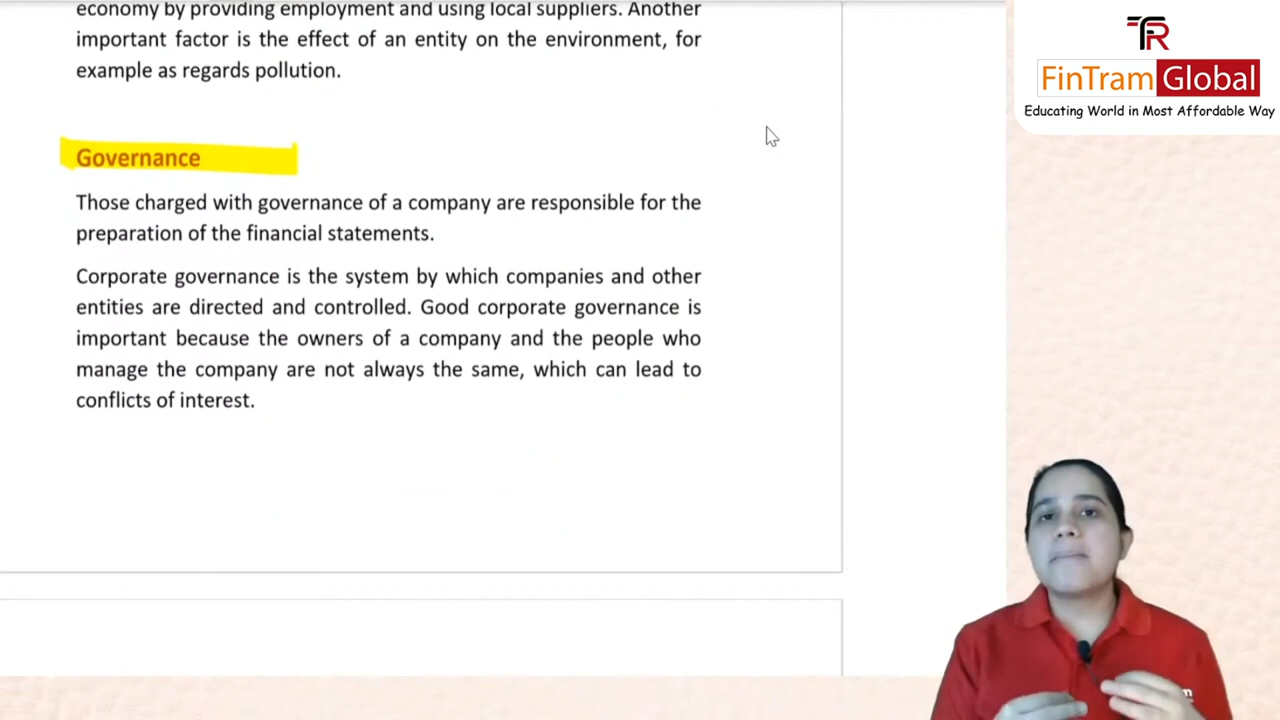 economy by providing employment and using local suppliers. Another
important factor is the effect of an entity on the environment, for
example as regards pollution.
Governance
Those charged with governance of a company are responsible for the
preparation of the financial statements.
Corporate governance is the system by which companies and other
entities are directed and controlled. Good corporate governance is
important because the owners of a company and the people who
manage the company are not always the same, which can lead to
conflicts of interest.
TR
FinTram Global
Educating World in Most Affordable Way